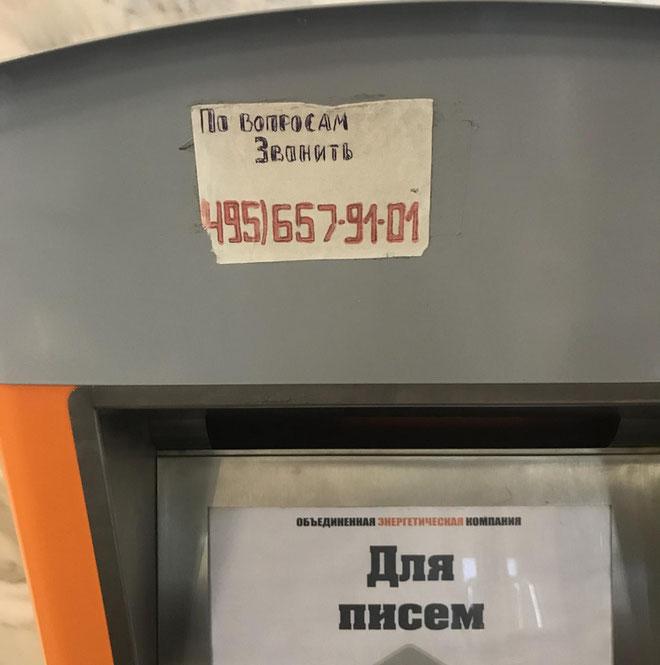 По вопросам
Звонить
(495)657-91-01
ОБЪЕДИНЕННАЯ ЭНЕРГЕТИЧЕСКАЯ КОМПАНИЯ
Для
писем